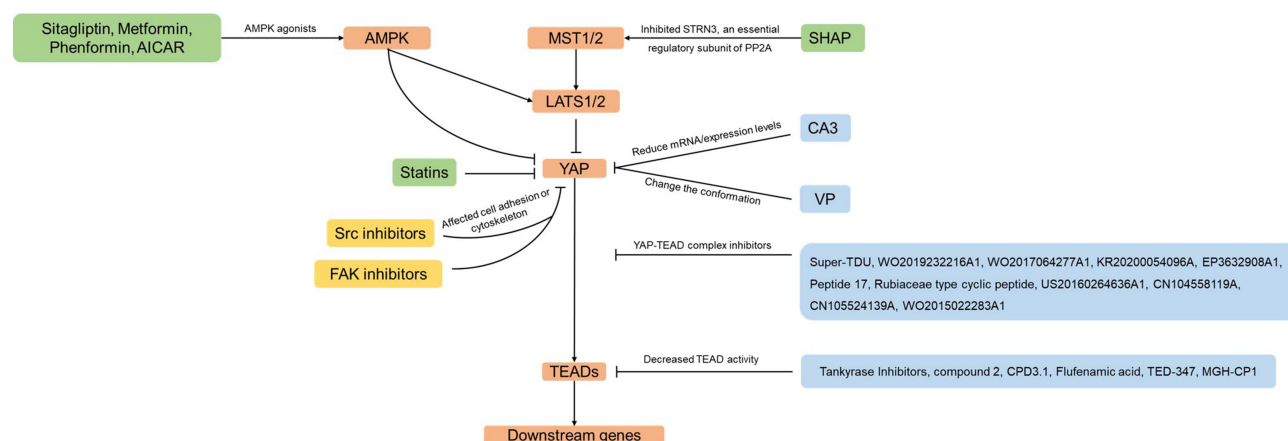 Sitagliptin, Metformin,
Phenformin, AICAR
AMPK agonists
AMPK
MST1/2
Inhibited STRN3, an essential
regulatory subunit of PP2A
SHAP
LATS1/2
CA3
Reduce mRNA/expression levels
Statins
YAP
Change the conformation
VP
Affected cell adhesion or
cytoskeleton
Src inhibitors
FAK inhibitors
YAP-TEAD complex inhibitors
Super-TDU, WO2019232216A1, WO2017064277A1, KR20200054096A, EP3632908A1,
Peptide 17, Rubiaceae type cyclic peptide, US20160264636A1, CN104558119A,
CN105524139A, WO2015022283A1
Decreased TEAD activity
TEADs
Tankyrase Inhibitors, compound 2, CPD3.1, Flufenamic acid, TED-347, MGH-CP1
Downstream genes